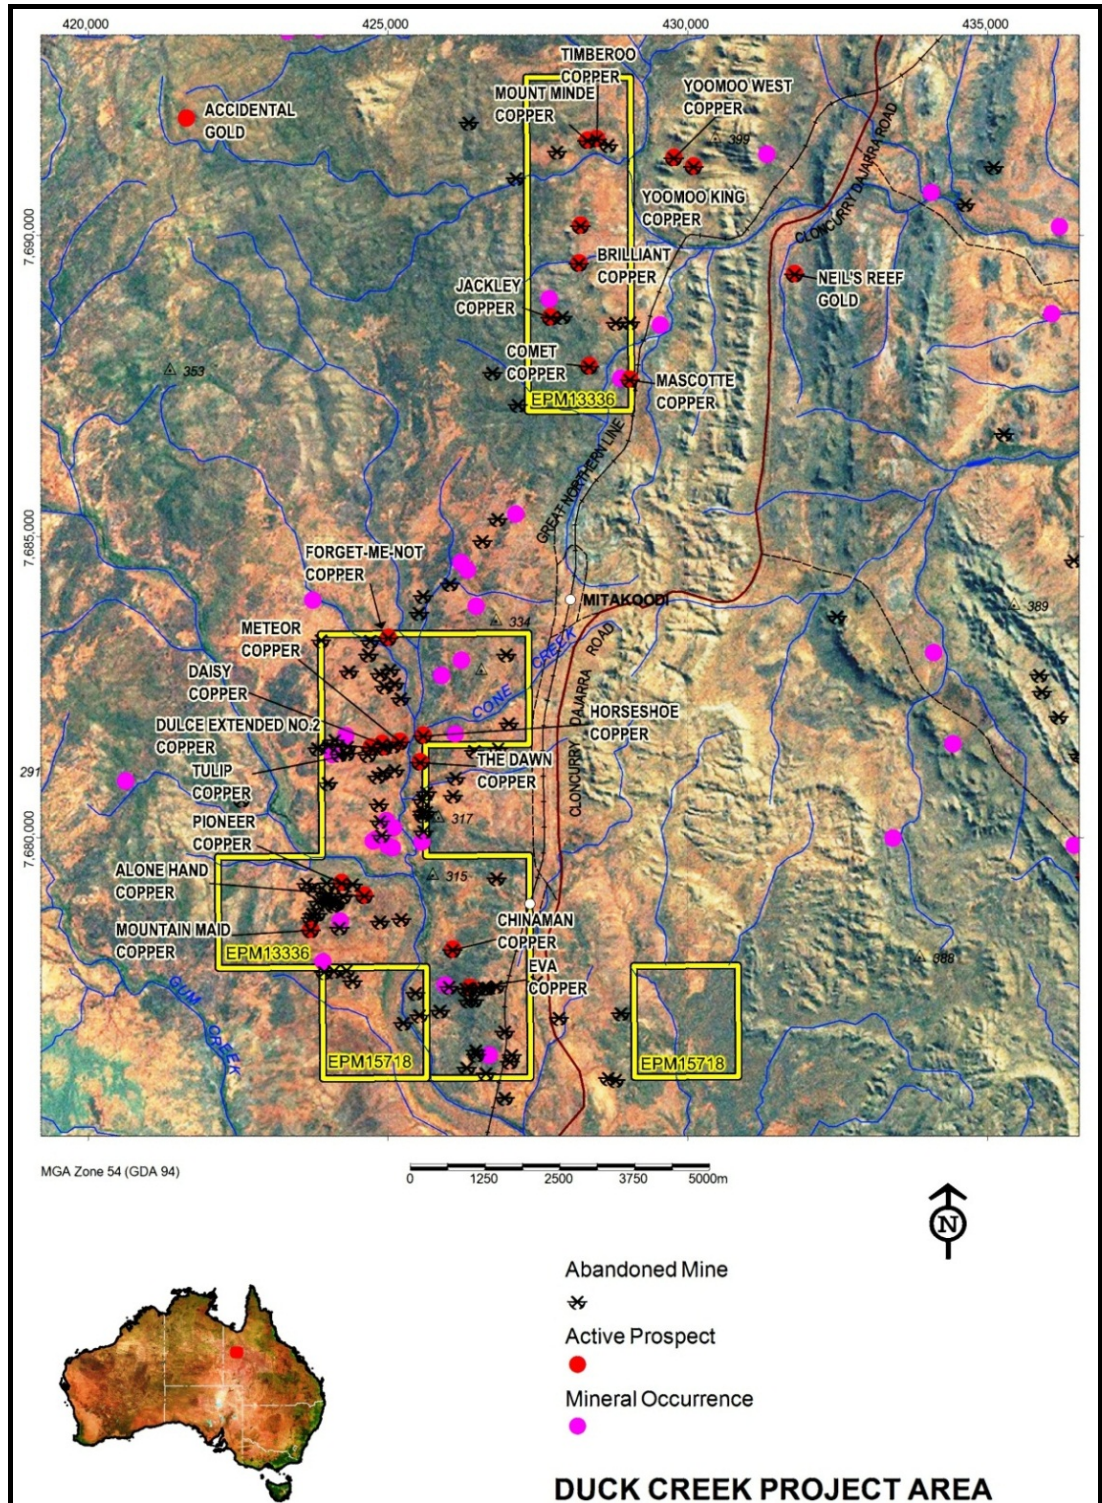 420,000
425,000
430,000
435,000
TIMBEROO
COPPER
MOUNT MINDE
COPPER
YOOMOO WEST
COPPER
ACCIDENTAL
GOLD
399
CLONCURRY DAJARRA ROAD
YOOMOO KING
COPPER
7,690,000
BRILLIANT
COPPER
NEIL'S REEF
GOLD
JACKLEY
COPPER
COMET
COPPER
353
MASCOTTE
COPPER
EPM13336
GREAT NORTHERN LINE
7,685,000
FORGET-ME-NOT
COPPER
MITAKOODI
389
334
METEOR
COPPER
CONE CREEK
CLONCURRY DAJARRA ROAD
DAISY
COPPER
HORSESHOE
COPPER
DULCE EXTENDED NO.2
COPPER
THE DAWN
COPPER
291
TULIP
COPPER
317
PIONEER
COPPER
7,680,000
ALONE HAND
COPPER
315
MOUNTAIN MAID
COPPER
CHINAMAN
COPPER
EPM13336
EVA
COPPER
388
GUM CREEK
EPM15718
EPM15718
MGA Zone 54 (GDA 94)
0 1250 2500 3750 5000m
N
Abandoned Mine
Active Prospect
Mineral Occurrence
DUCK CREEK PROJECT AREA